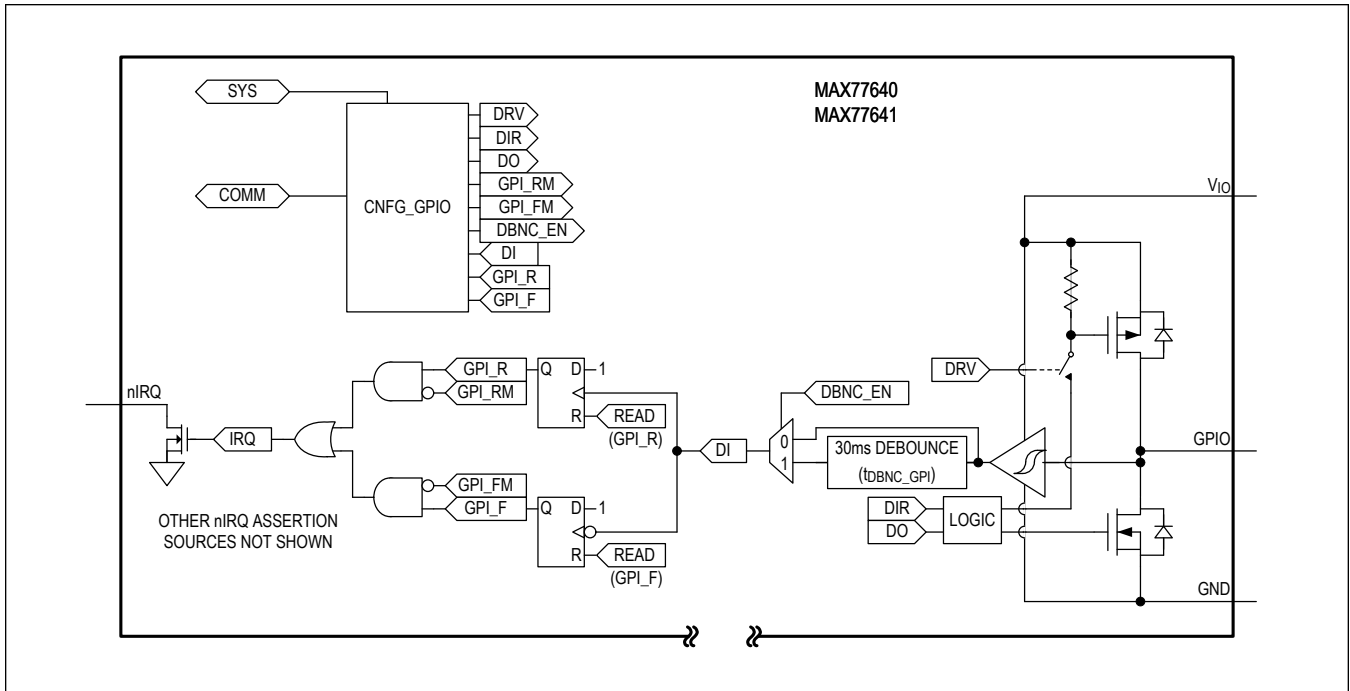 MAX77640
MAX77641
SYS
COMM
CNFG_GPIO
DRV
DIR
DO
GPI_RM
GPI_FM
DBNC_EN
DI
GPI_R
GPI_F
VIO
DRV
nIRQ
IRQ
GPI_R
GPI_RM
Q D 1
R
READ
(GPI_R)
GPI_FM
GPI_F
Q D 1
R
READ
(GPI_F)
OTHER nIRQ ASSERTION
SOURCES NOT SHOWN
DI
DBNC_EN
0
1
30ms DEBOUNCE
(tDBNC_GPI)
GPIO
DIR
DO
LOGIC
GND